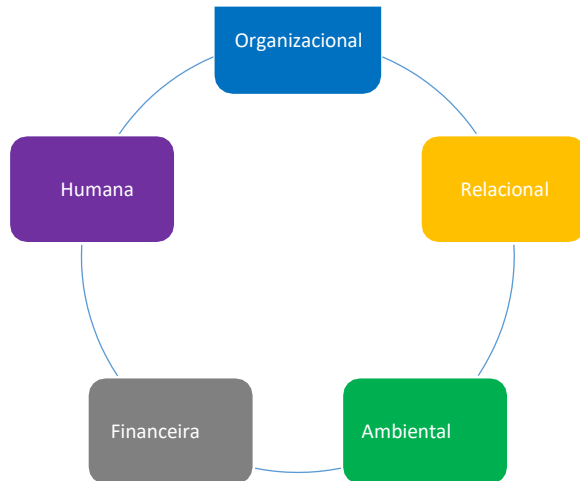 Organizacional
Humana
Relacional
Financeira
Ambiental